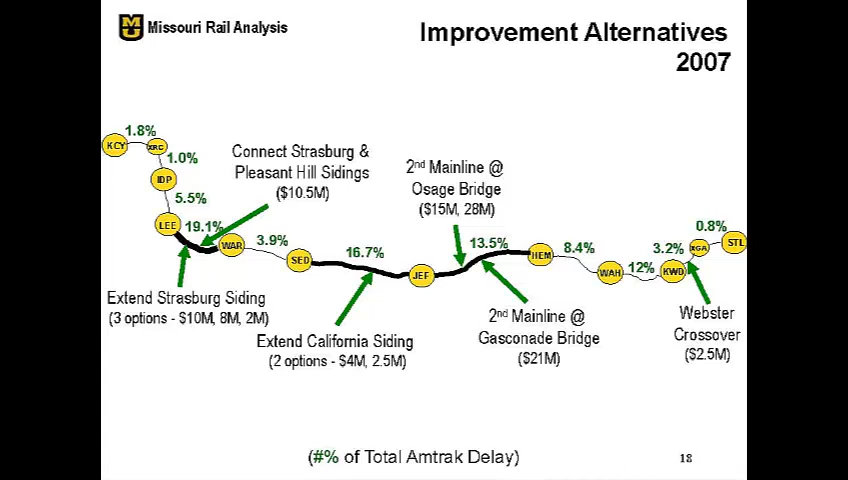 MU
Missouri Rail Analysis
Improvement Alternatives
2007
KCY
1.8%
XRC
1.0%
IDP
5.5%
LEE
19.1%
WAR
3.9%
SED
16.7%
JEF
13.5%
HEM
8.4%
WAH
12%
KWD
3.2%
XGA
0.8%
STL
Connect Strasburg &
Pleasant Hill Sidings
($10.5M)
2nd Mainline @
Osage Bridge
($15M, 28M)
Extend Strasburg Siding
(3 options - $10M, 8M, 2M)
Extend California Siding
(2 options - $4M, 2.5M)
2nd Mainline @
Gasconade Bridge
($21M)
Webster
Crossover
($2.5M)
(#% of Total Amtrak Delay)
18